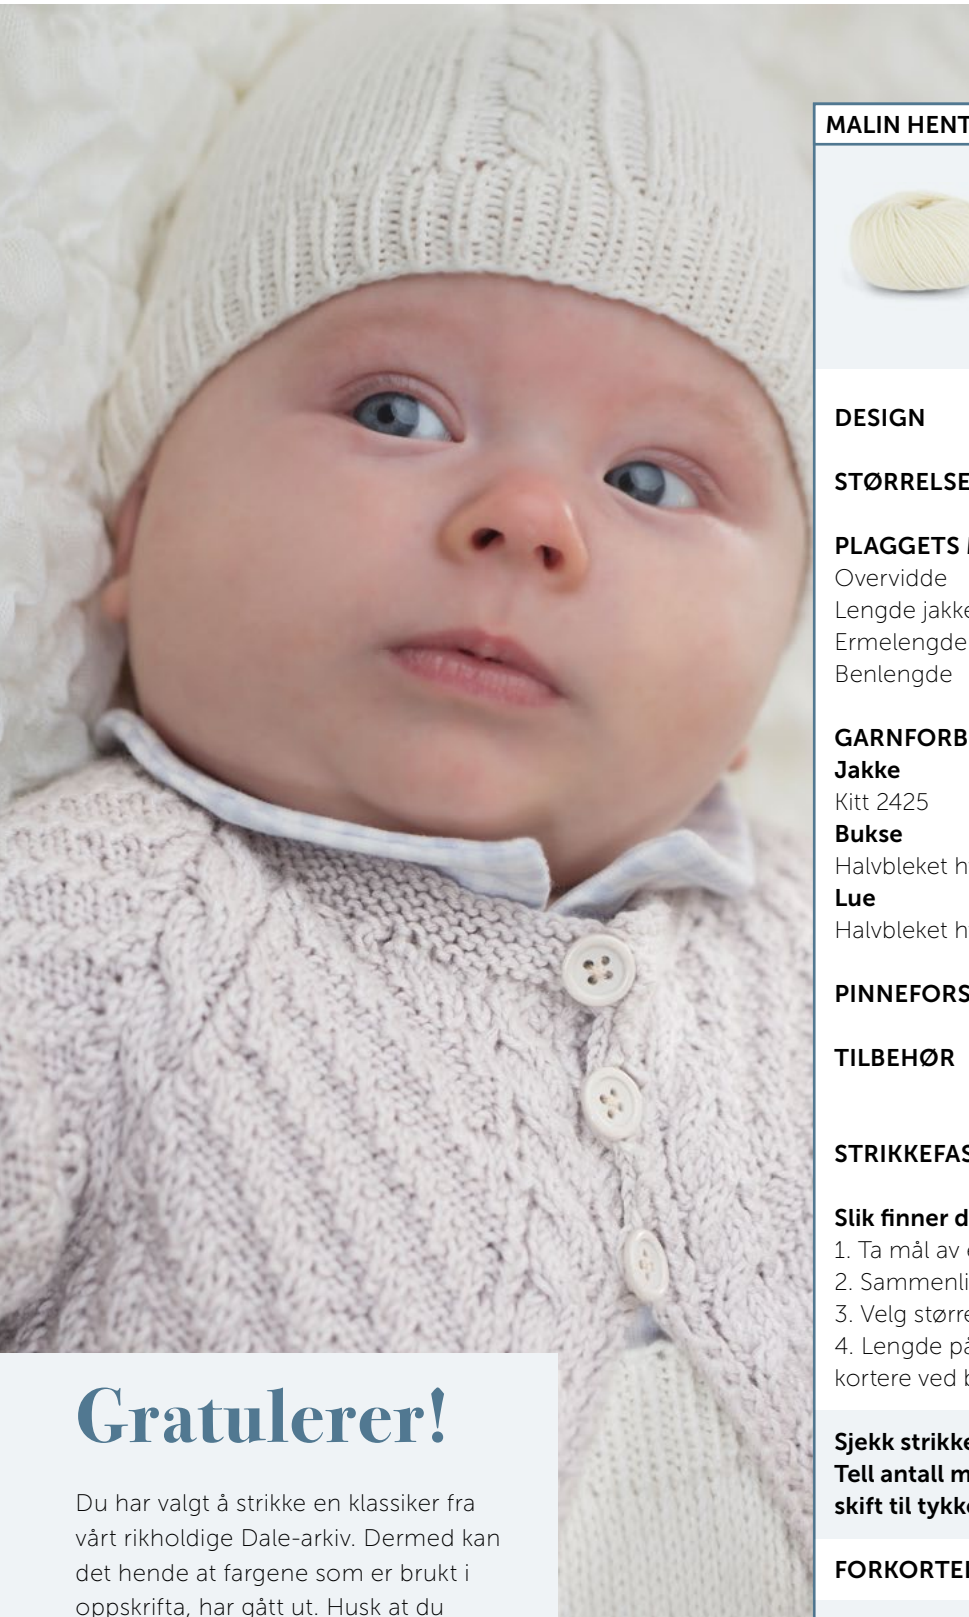 Gratulerer!
Du har valgt å strikke en klassiker fra
vårt rikholdige Dale-arkiv. Dermed kan
det hende at fargene som er brukt i
oppskrifta, har gått ut. Husk at du
MALIN HENT
DESIGN
STØRRELSE
PLAGGETS
Overvidde
Lengde jakke
Ermelengde
Benlengde
GARNFORB
Jakke
Kitt 2425
Bukse
Halvbleket
Lue
Halvbleket
PINNEFORS
TILBEHØR
STRIKKEFAS
Slik finner d
1. Ta mål av
2. Sammenli
3. Velg større
4. Lengde på
kortere ved b
Sjekk strikke
Tell antall m
skift til tykke
FORKORTE